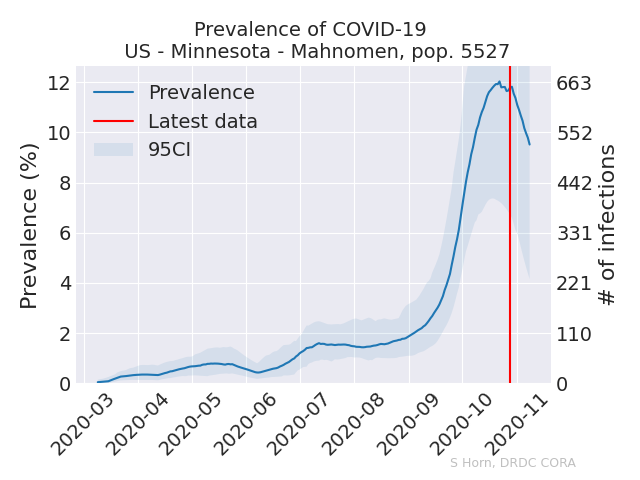 Prevalence of COVID-19
US - Minnesota - Mahnomen, pop. 5527
Prevalence
Latest data
95CI
Prevalence (%)
12
10
8
6
4
2
0
663
552
442
331
221
110
0
# of infections
2020-03
2020-04
2020-05
2020-06
2020-07
2020-08
2020-09
2020-10
2020-11
S Horn, DRDC CORA